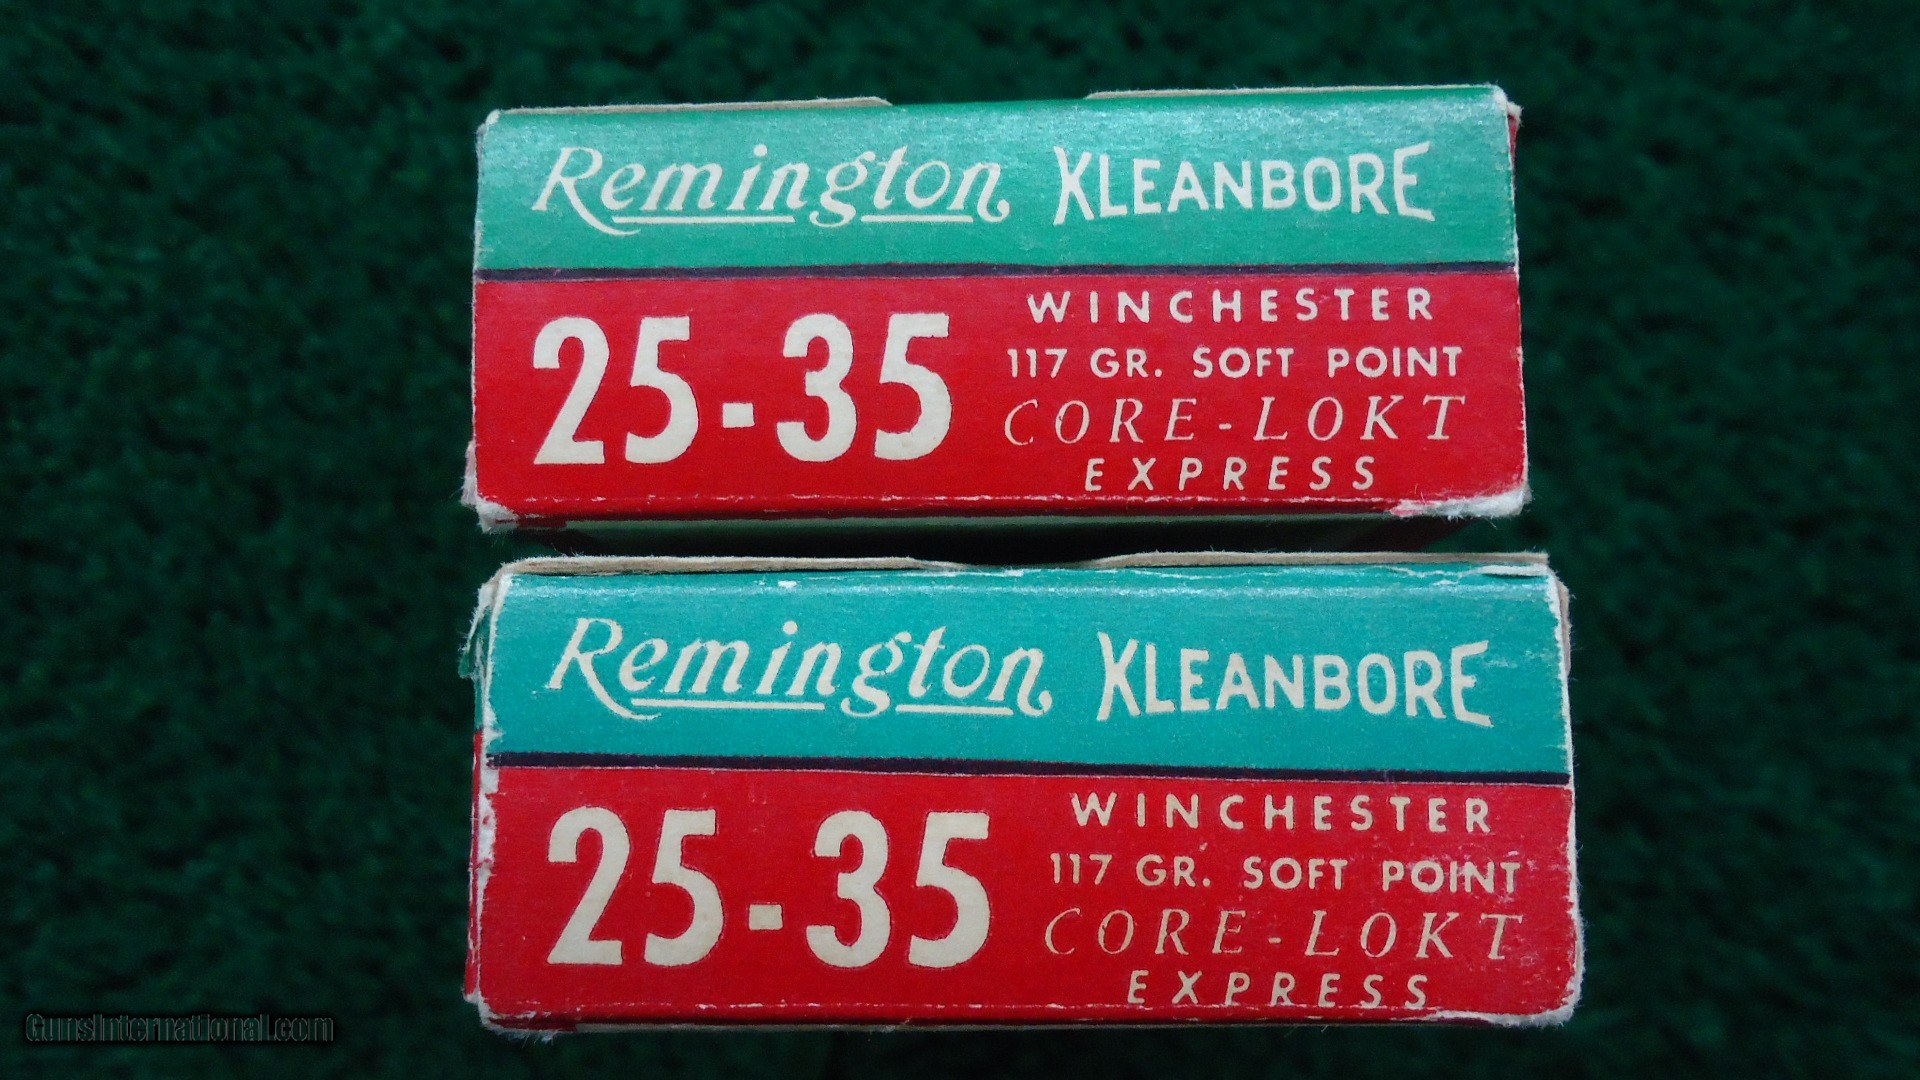 Remington KLEANBORE
25-35
WINCHESTER
117 GR. SOFT POINT
CORE-LOKT
EXPRESS
Remington KLEANBORE
25-35
WINCHESTER
117 GR. SOFT POINT
CORE-LOKT
EXPRESS
GunsInternational.com